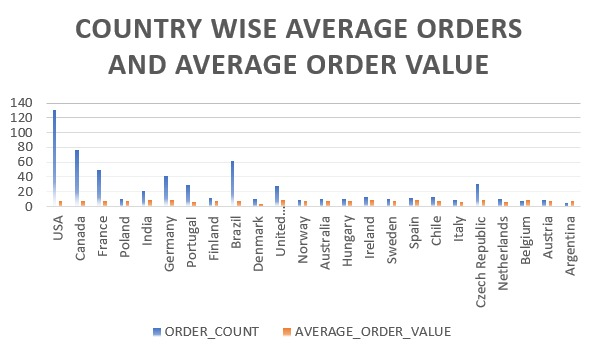 COUNTRY WISE AVERAGE ORDERS
AND AVERAGE ORDER VALUE
140
120
100
80
60
40
20
0
USA
Canada
France
Poland
India
Germany
Portugal
Finland
Brazil
Denmark
United...
Norway
Australia
Hungary
Ireland
Sweden
Spain
Chile
Italy
Czech Republic
Netherlands
Belgium
Austria
Argentina
ORDER_COUNT
AVERAGE_ORDER_VALUE